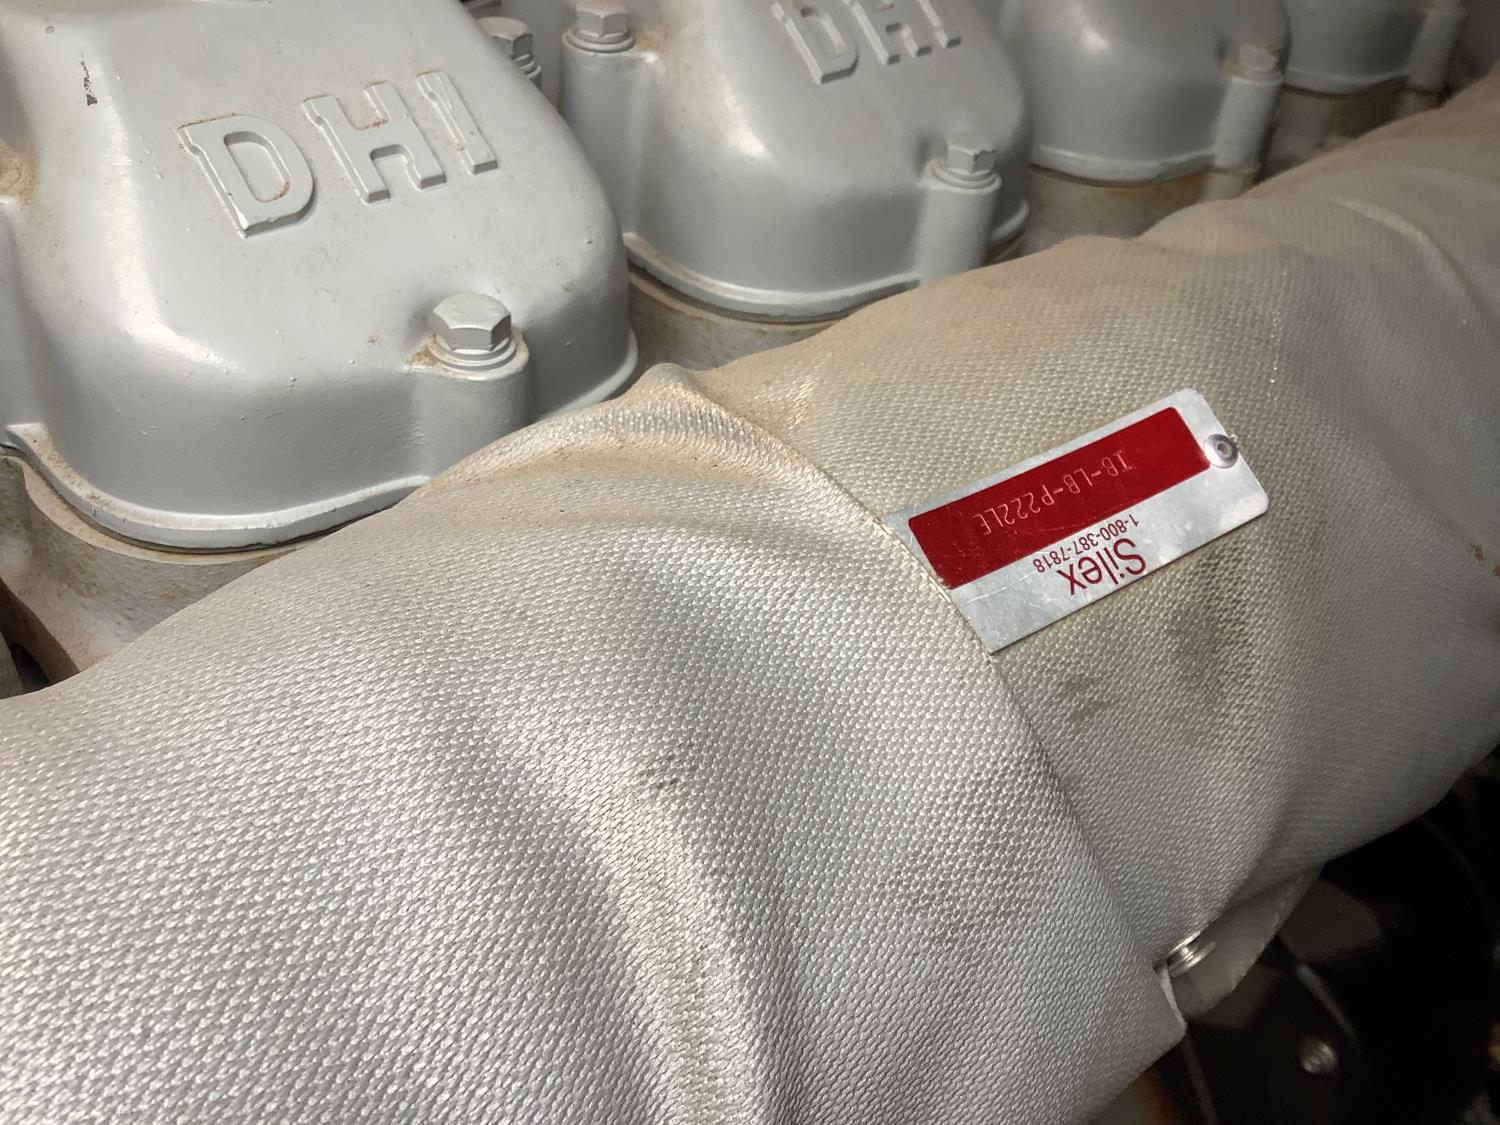 DHI
DHI
IB-LB-P222LE
1-800-387-7818
Silex